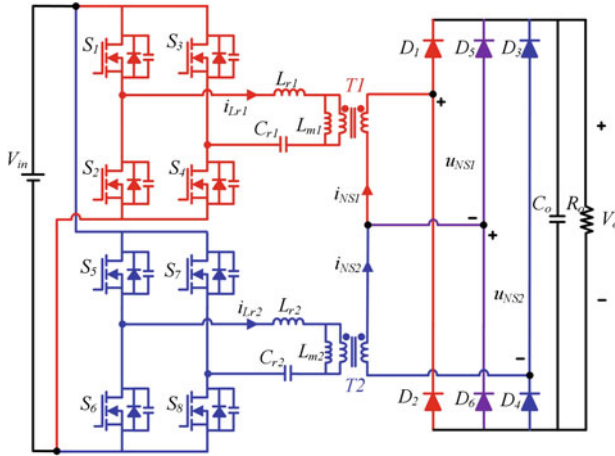 S1 S3 D1 D5 D3
Lr1 T1
iLr1 Lm1
Cr1 uNS1
Vin S2 S4 iNS1 Co Ro
S5 S7 iNS2
iLr2 Lr2 uNS2
Lm2
Cr2 T2
S6 S8 D2 D6 D4